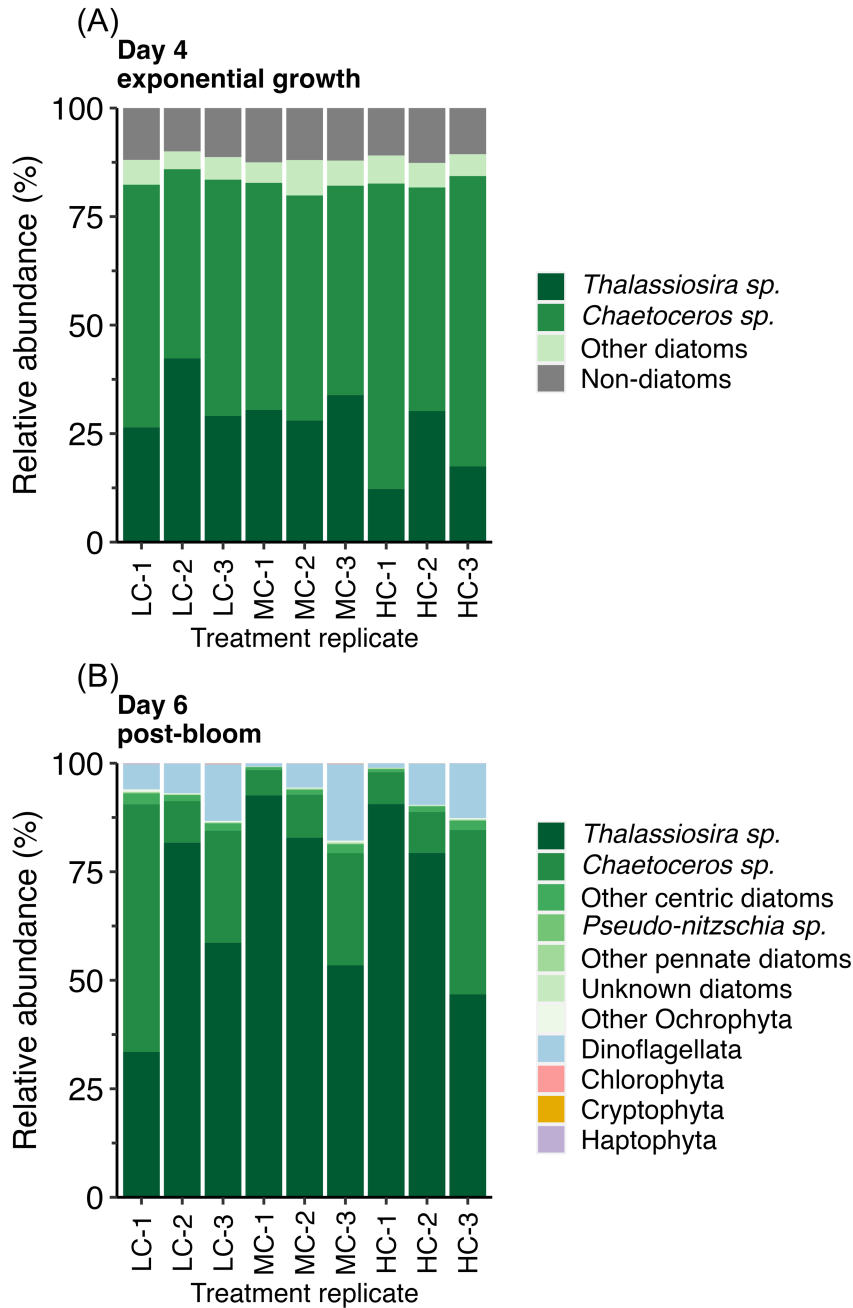 (A)
Day 4
exponential growth
100
75
50
25
0
Relative abundance (%)
LC-1
LC-2
LC-3
MC-1
MC-2
MC-3
HC-1
HC-2
HC-3
Treatment replicate
Thalassiosira sp.
Chaetoceros sp.
Other diatoms
Non-diatoms
(B)
Day 6
post-bloom
100
75
50
25
0
Relative abundance (%)
LC-1
LC-2
LC-3
MC-1
MC-2
MC-3
HC-1
HC-2
HC-3
Treatment replicate
Thalassiosira sp.
Chaetoceros sp.
Other centric diatoms
Pseudo-nitzschia sp.
Other pennate diatoms
Unknown diatoms
Other Ochrophyta
Dinoflagellata
Chlorophyta
Cryptophyta
Haptophyta